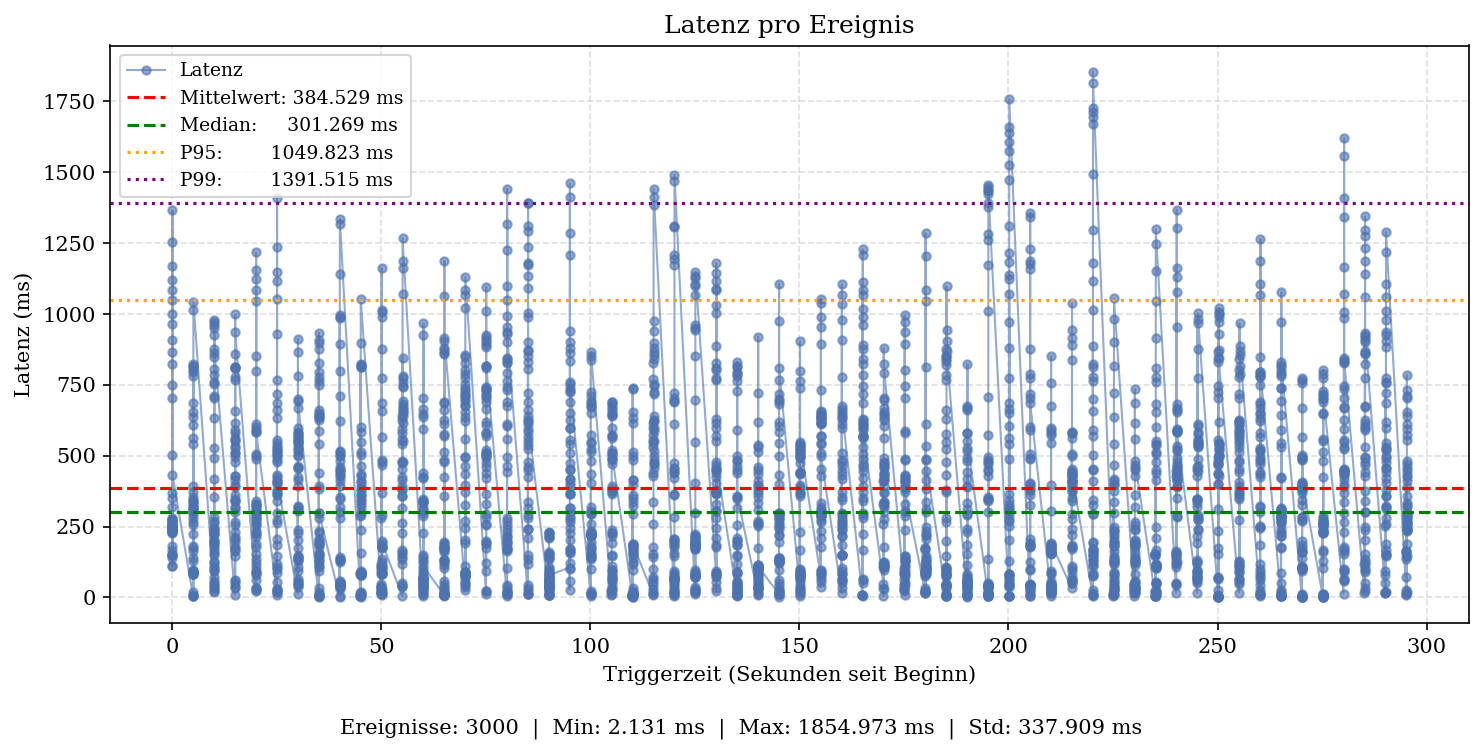 Latenz pro Ereignis
Latenz
Mittelwert: 384.529 ms
Median: 301.269 ms
P95: 1049.823 ms
P99: 1391.515 ms
Latenz (ms)
1750
1500
1250
1000
750
500
250
0
0 50 100 150 200 250 300
Triggerzeit (Sekunden seit Beginn)
Ereignisse: 3000 | Min: 2.131 ms | Max: 1854.973 ms | Std: 337.909 ms